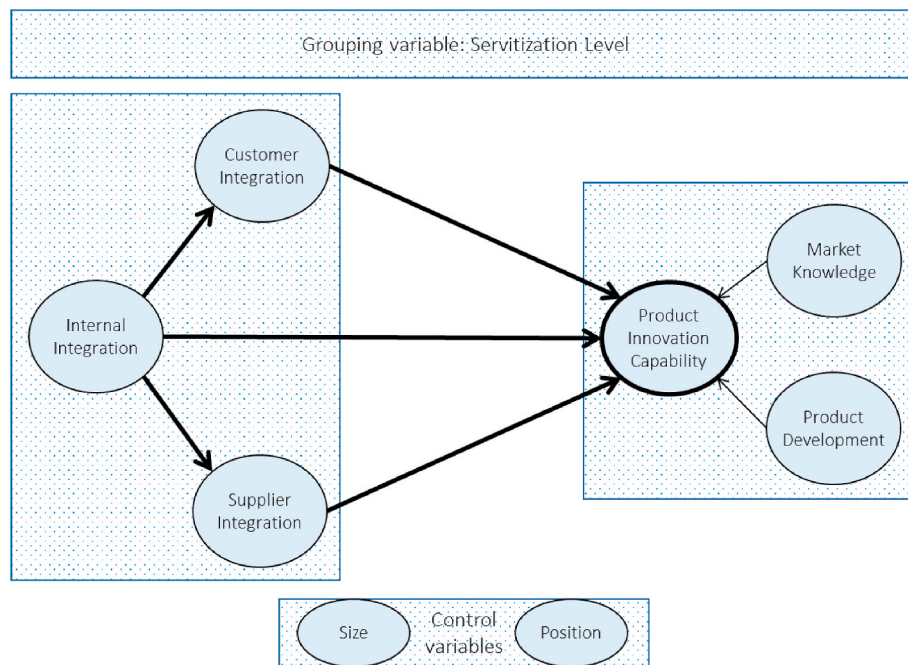 Grouping variable: Servitization Level
Customer
Integration
Internal
Integration
Supplier
Integration
Product
Innovation
Capability
Market
Knowledge
Product
Development
Size
Control
variables
Position